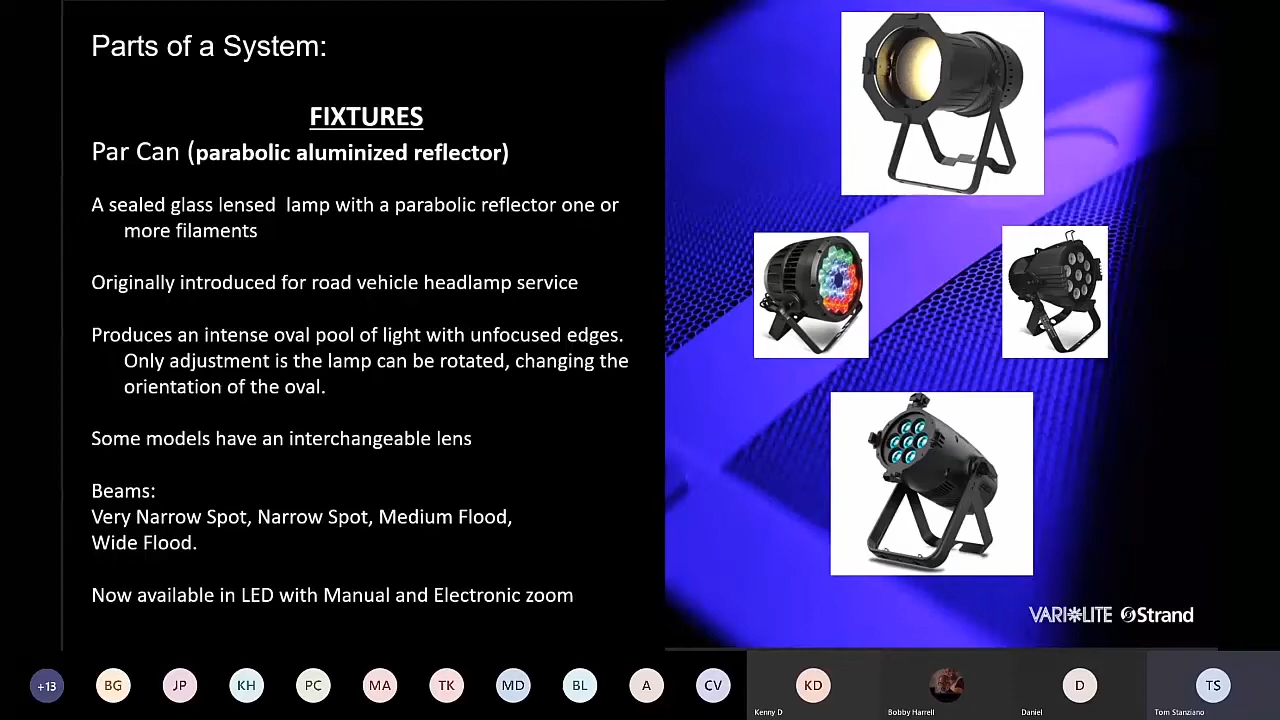 Parts of a System:
FIXTURES
Par Can (parabolic aluminized reflector)
A sealed glass lensed lamp with a parabolic reflector one or
more filaments
Originally introduced for road vehicle headlamp service
Produces an intense oval pool of light with unfocused edges.
Only adjustment is the lamp can be rotated, changing the
orientation of the oval.
Some models have an interchangeable lens
Beams:
Very Narrow Spot, Narrow Spot, Medium Flood,
Wide Flood.
Now available in LED with Manual and Electronic zoom
VARI*LITE Strand
+13 BG JP KH PC MA TK MD BL A CV KD D TS
Kenny D Bobby Harrell Daniel Tom Stanziano